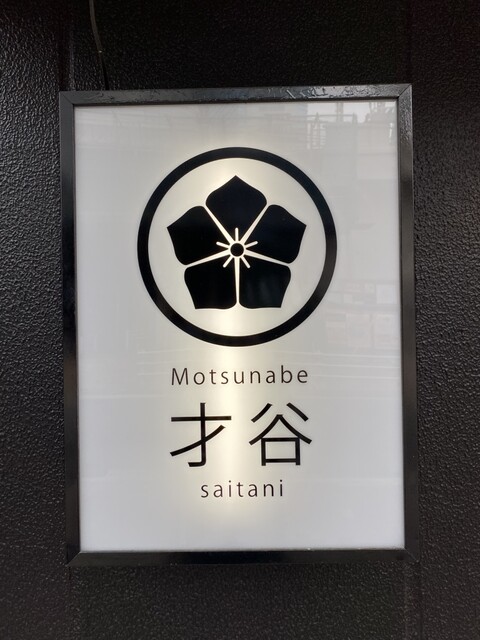 Motsunabe
才谷
saitani